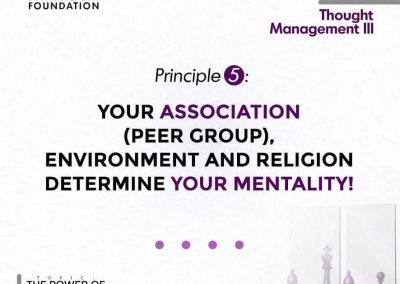 FOUNDATION
Thought
Management III
Principle 5:
YOUR ASSOCIATION
(PEER GROUP),
ENVIRONMENT AND RELIGION
DETERMINE YOUR MENTALITY!
TOPIC:
THE POWER OF